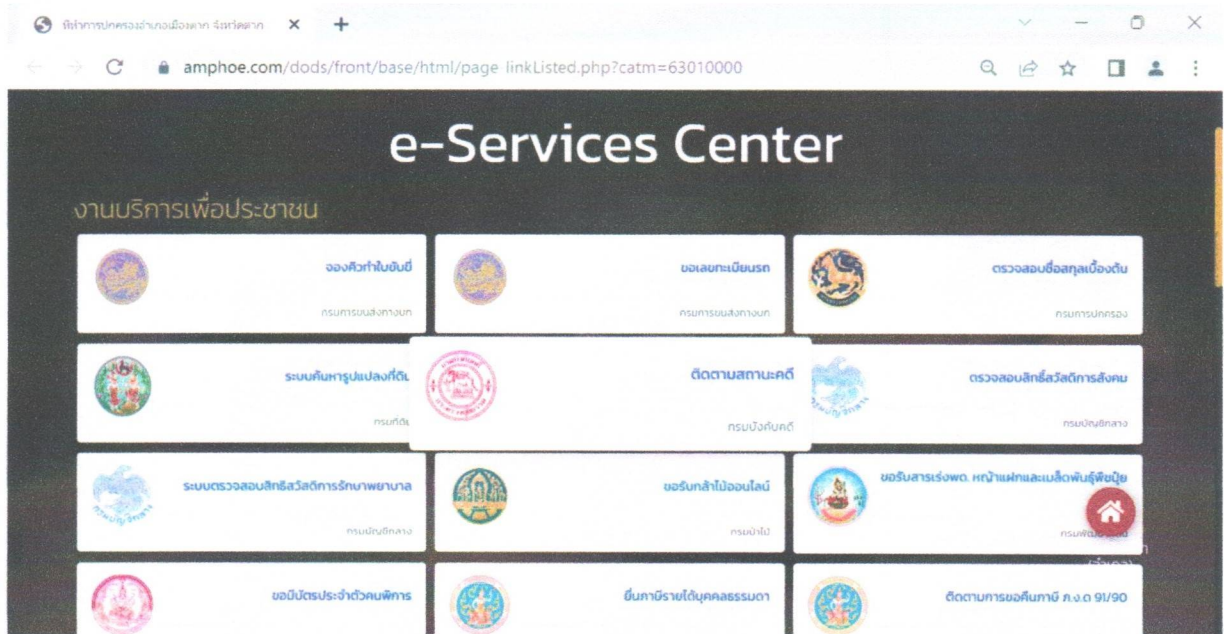 ที่ทำการปกครองอำเภอเมืองตาก จังหวัดตาก
amphoe.com/dods/front/base/html/page_linkListed.php?catm=63010000
e-Services Center
งานบริการเพื่อประชาชน
จองคิวทำใบขับขี่
กรมการขนส่งทางบก
ขอเลขทะเบียนรถ
กรมการขนส่งทางบก
ตรวจสอบชื่อสกุลเบื้องต้น
กรมการปกครอง
ระบบค้นหารูปแปลงที่ดิน
กรมที่ดิน
ติดตามสถานะคดี
กรมบังคับคดี
ตรวจสอบสิทธิ์สวัสดิการสังคม
กรมบัญชีกลาง
ระบบตรวจสอบสิทธิสวัสดิการรักษาพยาบาล
กรมบัญชีกลาง
ขอรับกล้าไม้ออนไลน์
กรมป่าไม้
ขอรับสารเร่งพด. หญ้าแฝกและเมล็ดพันธุ์พืชปุ๋ย
ขอมีบัตรประจำตัวคนพิการ
ยื่นภาษีรายได้บุคคลธรรมดา
ติดตามการขอคืนภาษี ภ.ง.ด 91/90